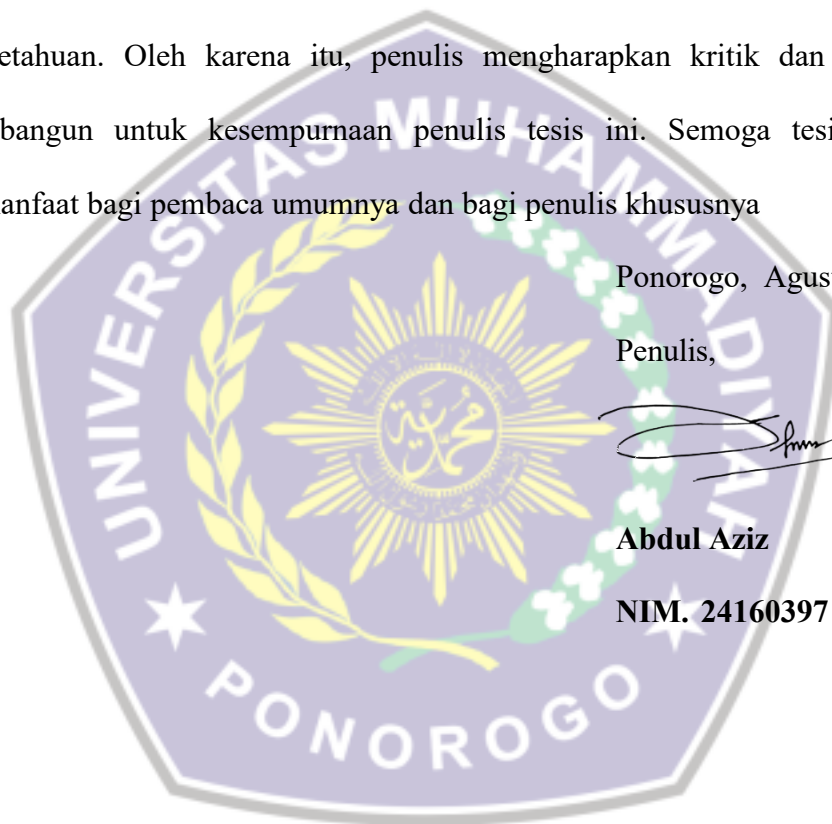 etahuan. Oleh karena itu, penulis mengharapkan kritik dan
bangun untuk kesempurnaan penulis tesis ini. Semoga tesi
anfaat bagi pembaca umumnya dan bagi penulis khususnya
Ponorogo, Agus
Penulis,
Abdul Aziz
NIM. 24160397
UNIVERSITAS MUHAMMADIYAH
PONOROGO